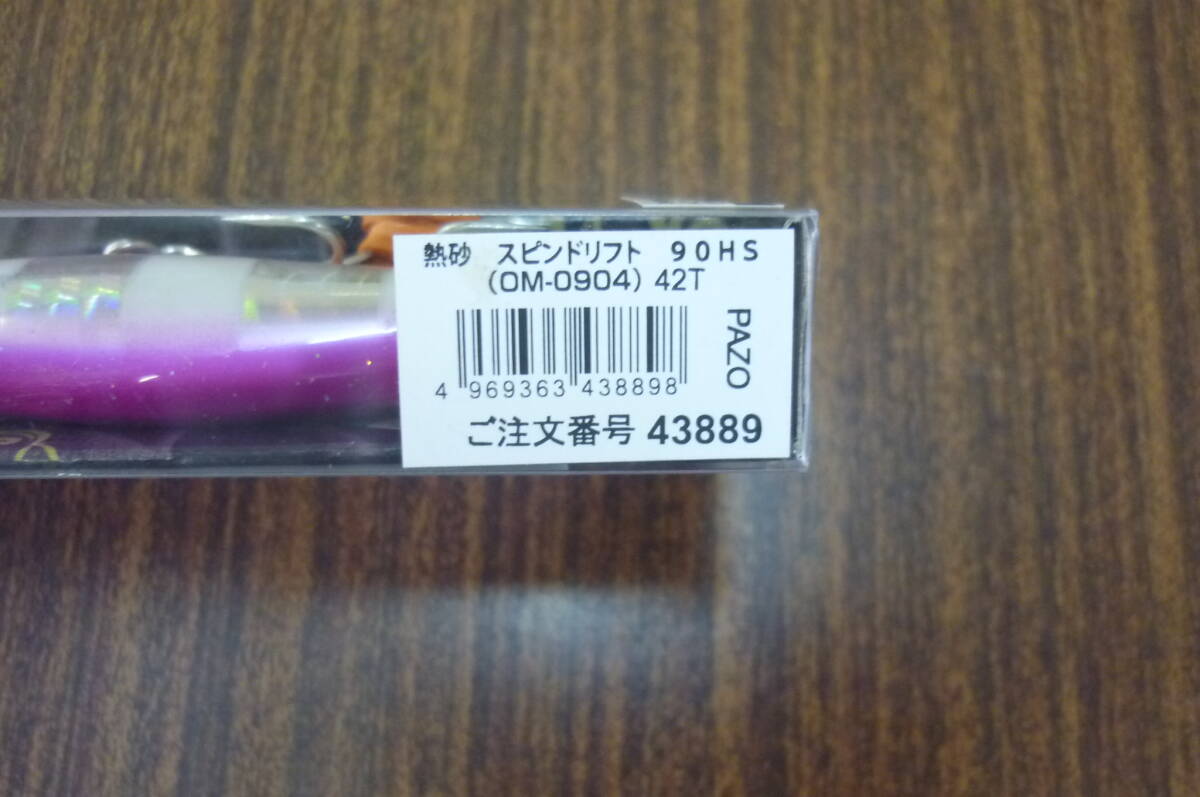 熱砂　スピンドリフト　９０ＨＳ
(OM-0904) 42T
PAZO
4 969363 438898
ご注文番号 43889